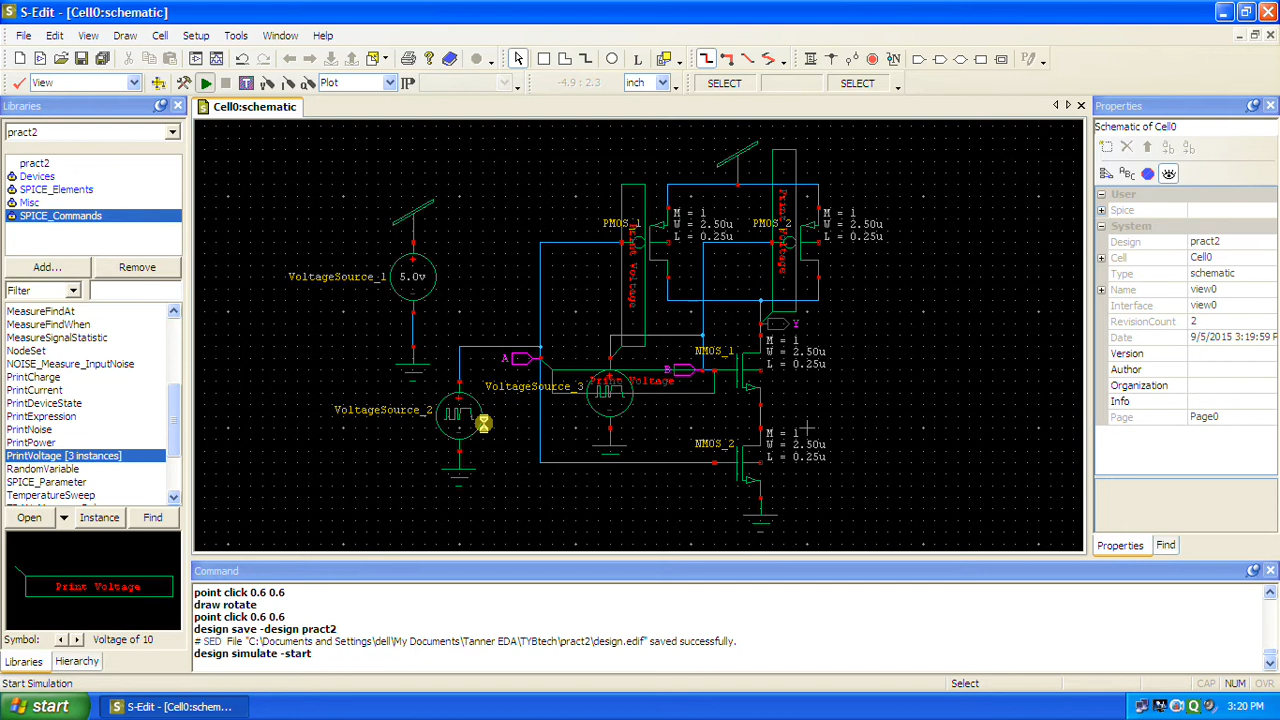 S-Edit - [Cell0:schematic]
File Edit View Draw Cell Setup Tools Window Help
View Plot IP -4.9 : 2.3 inch SELECT SELECT
Libraries
Cell0:schematic
Properties
pract2
Schematic of Cell0
pract2
Devices
SPICE_Elements
Misc
SPICE_Commands
Add... Remove
Filter
MeasureFindAt
MeasureFindWhen
MeasureSignalStatistic
NodeSet
NOISE_Measure_InputNoise
PrintCharge
PrintCurrent
PrintDynamicState
PrintExpression
PrintNoise
PrintPower
PrintVoltage [3 instances]
RandomVariable
SPICE_Parameter
TemperatureSweep
Open Instance Find
Print Voltage
Symbol: Voltage of 10
Libraries Hierarchy
VoltageSource_1 5.0v
VoltageSource_2
VoltageSource_3
A
B
Y
PMOS_1
M = 1
W = 2.50u
L = 0.25u
PMOS_2
M = 1
W = 2.50u
L = 0.25u
NMOS_1
M = 1
W = 2.50u
L = 0.25u
NMOS_2
M = 1
W = 2.50u
L = 0.25u
Print Voltage
Print Voltage
Print Voltage
User
Spice
System
Design pract2
Cell Cell0
Type schematic
Name view0
Interface view0
RevisionCount 2
Date 9/5/2015 3:19:59 P
Version
Author
Organization
Info
Page Page0
Properties Find
Command
point click 0.6 0.6
draw rotate
point click 0.6 0.6
design save -design pract2
# SED File "C:\Documents and Settings\dell\My Documents\Tanner EDA\TYBtech\pract2\design.edif" saved successfully.
design simulate -start
Start Simulation Select CAP NUM OVR
start S-Edit - [Cell0:schem... 3:20 PM